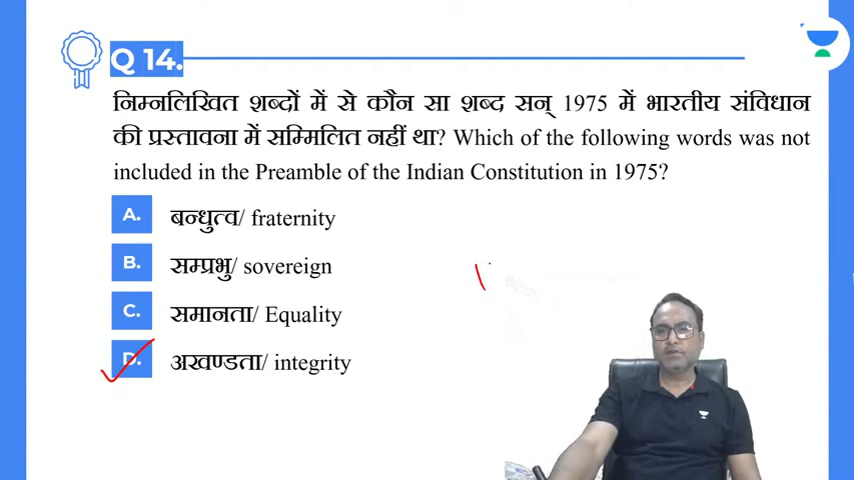 Q 14.
निम्नलिखित शब्दों में से कौन सा शब्द सन् 1975 में भारतीय संविधान
की प्रस्तावना में सम्मिलित नहीं था? Which of the following words was not
included in the Preamble of the Indian Constitution in 1975?
A. बन्धुत्व/ fraternity
B. सम्प्रभु/ sovereign
C. समानता/ Equality
D. अखण्डता/ integrity